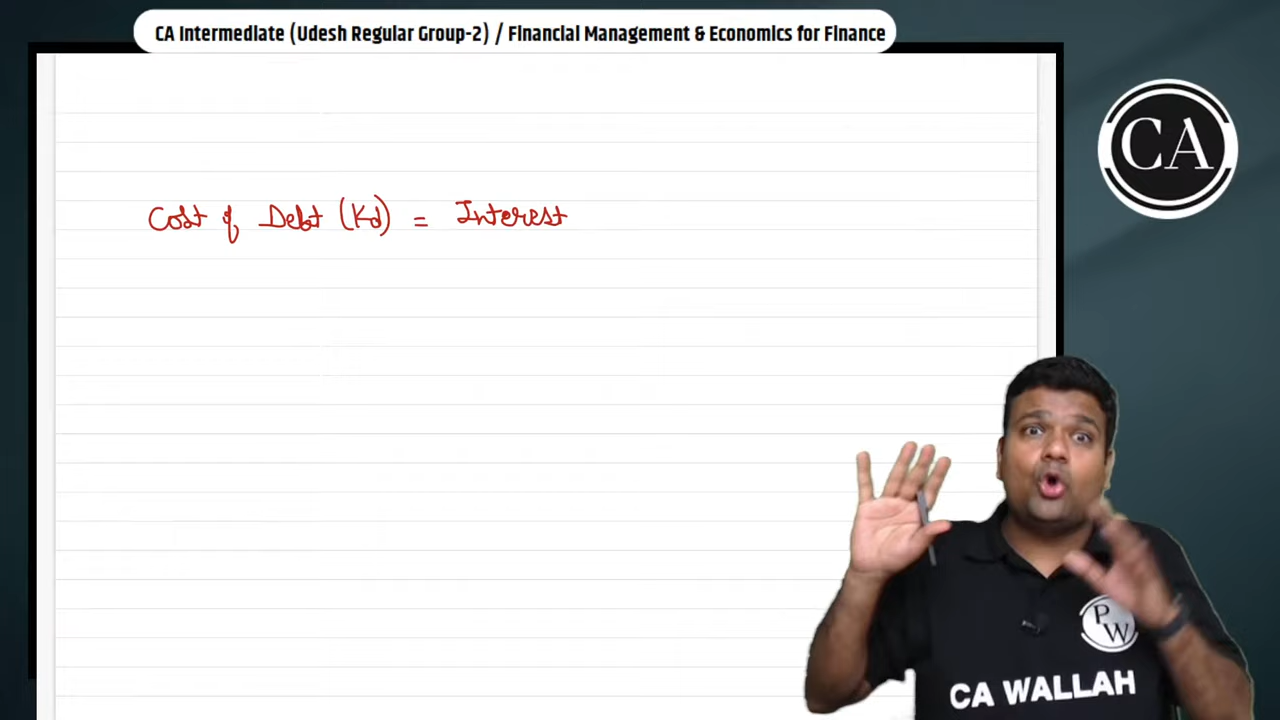 CA Intermediate (Udesh Regular Group-2) / Financial Management & Economics for Finance
CA
Cost of Debt (Kd) = Interest
PW
CA WALLAH